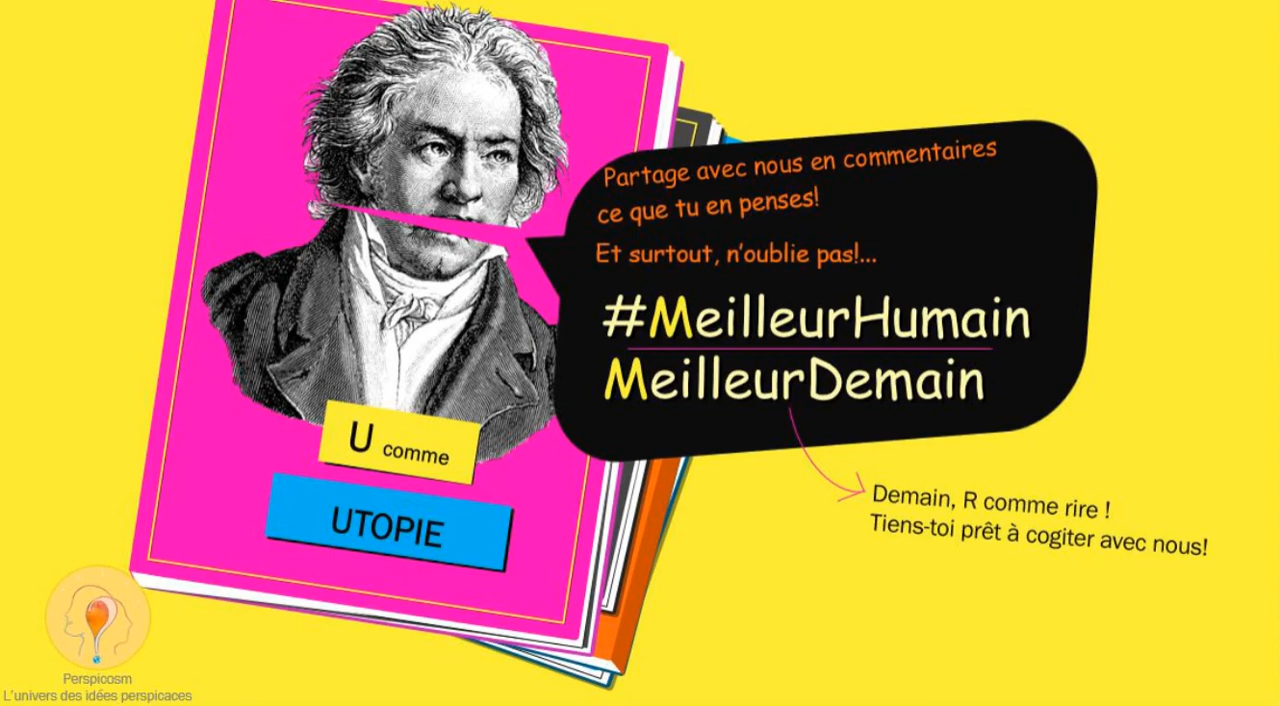 Partage avec nous en commentaires
ce que tu en penses!
Et surtout, n'oublie pas!...
#MeilleurHumain
MeilleurDemain
U comme
UTOPIE
Demain, R comme rire !
Tiens-toi prêt à cogiter avec nous!
Perspicosm
L'univers des idées perspicaces